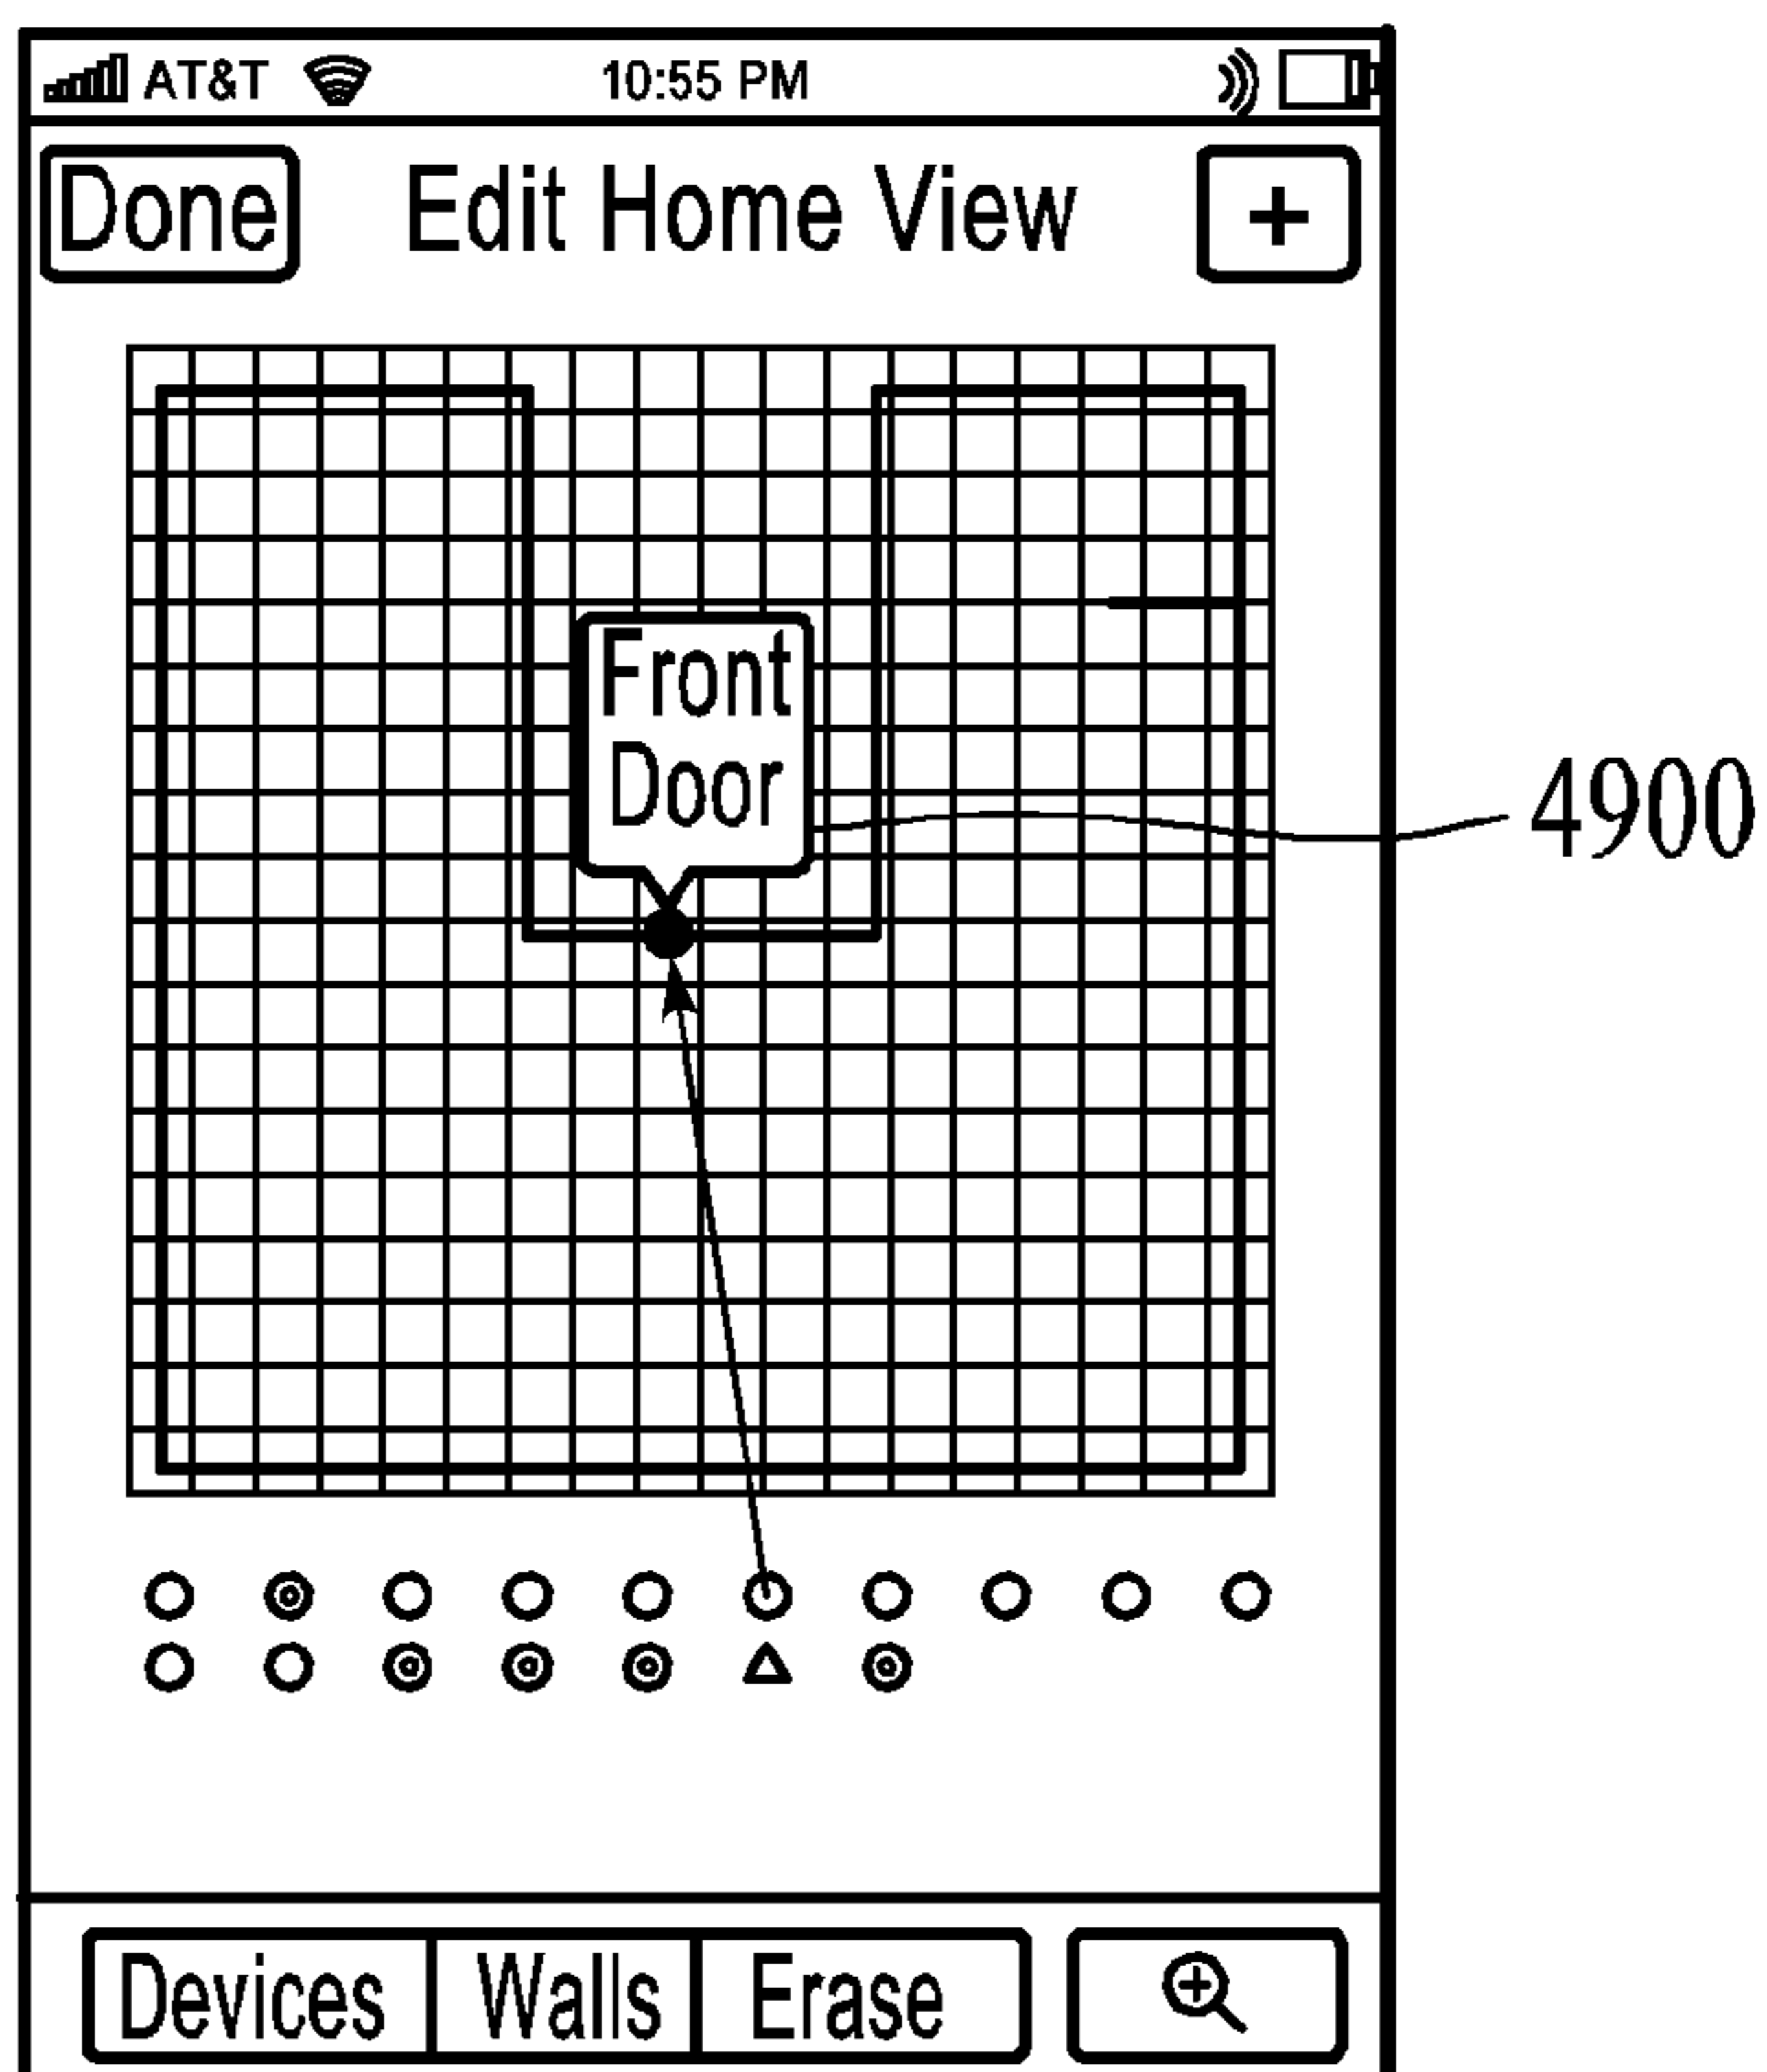 AT&T 10:55 PM
Done Edit Home View +
Front
Door
4900
Devices Walls Erase